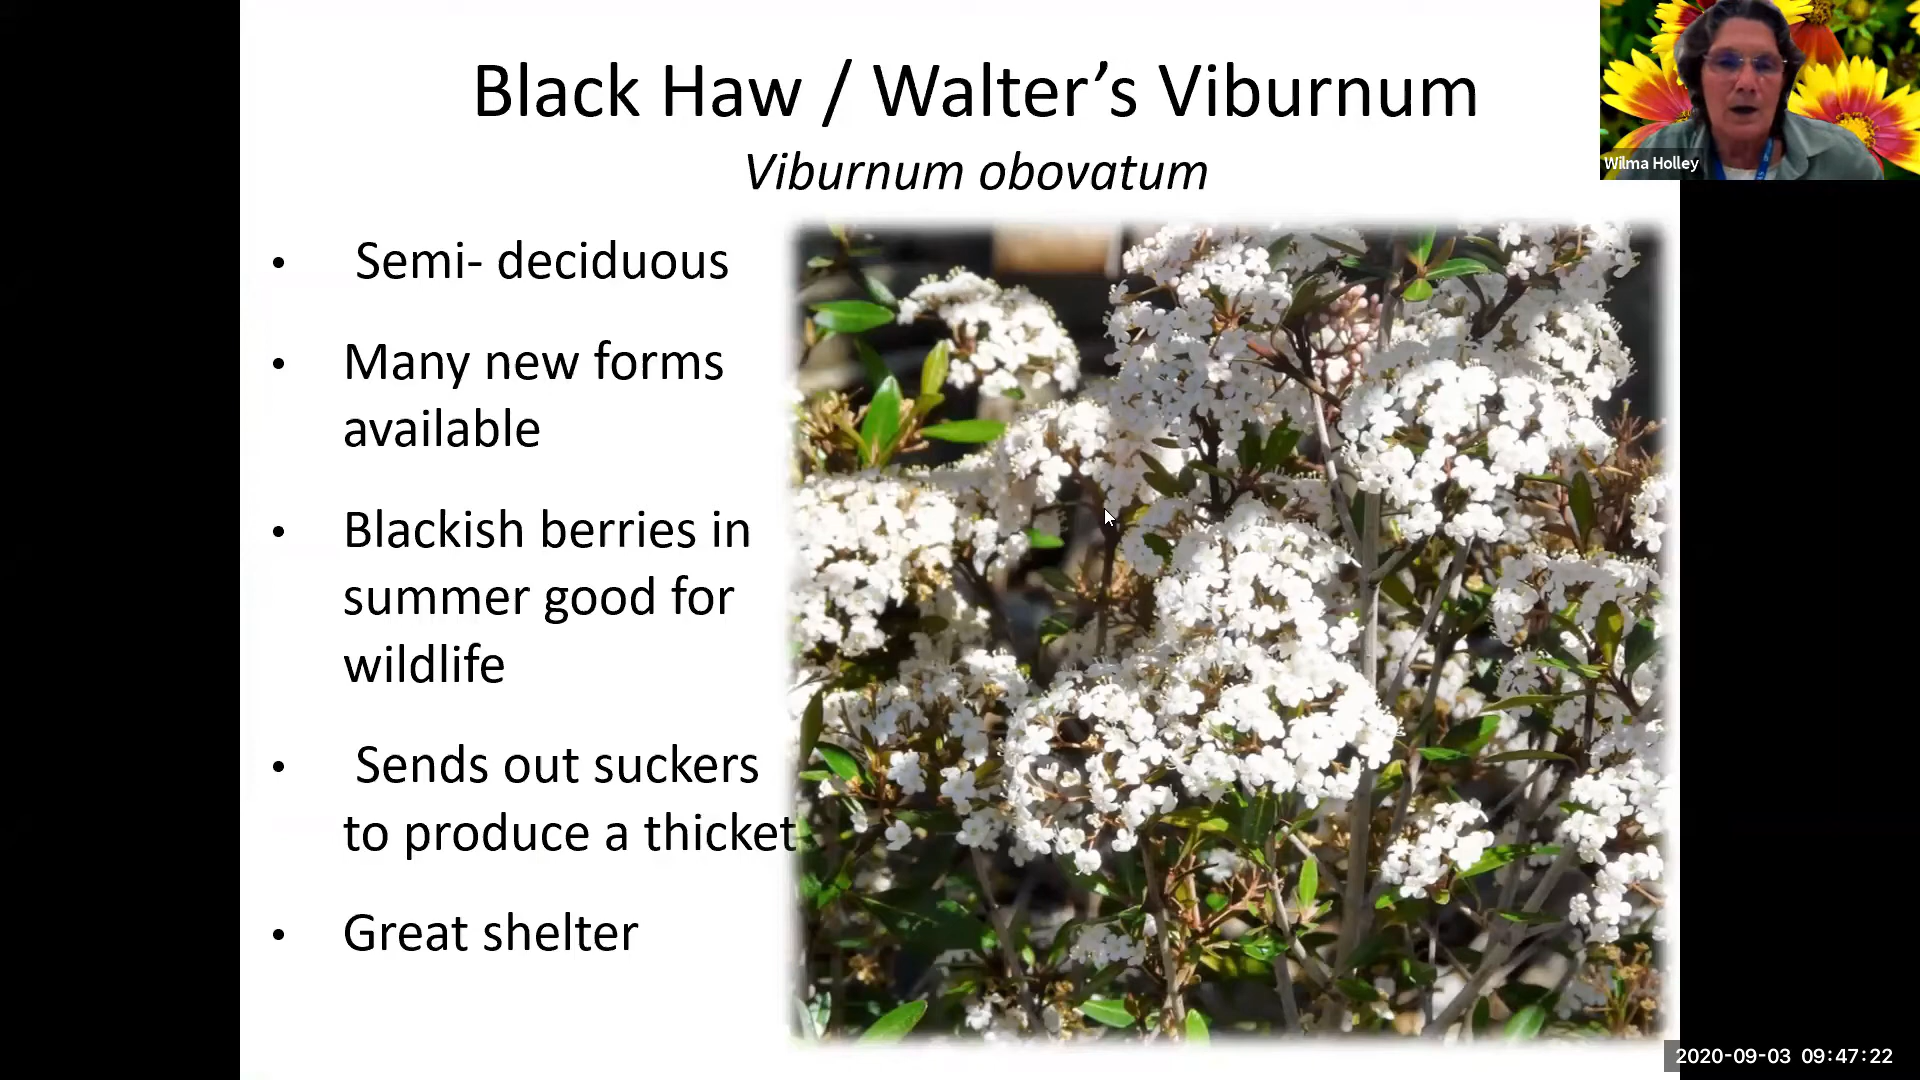 Black Haw / Walter’s Viburnum
Viburnum obovatum
Wilma Holley
• Semi- deciduous
• Many new forms
available
• Blackish berries in
summer good for
wildlife
• Sends out suckers
to produce a thicket
• Great shelter
2020-09-03 09:47:22